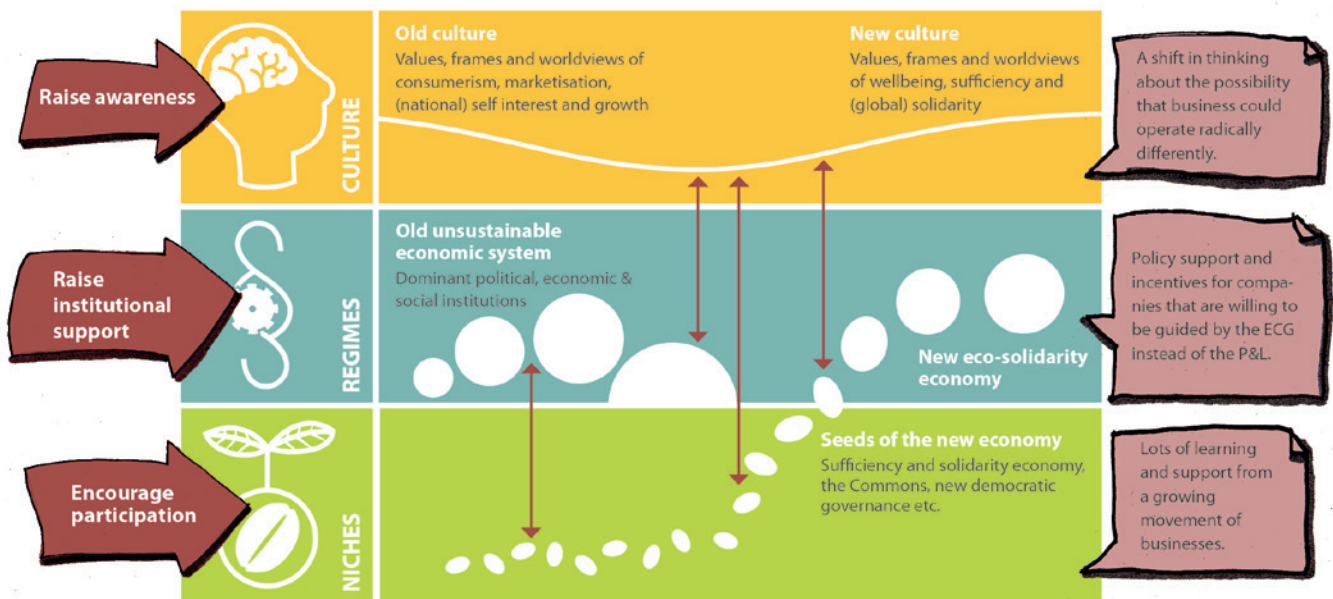 Raise awareness
CULTURE
Old culture
Values, frames and worldviews of
consumerism, marketisation,
(national) self interest and growth
New culture
Values, frames and worldviews
of wellbeing, sufficiency and
(global) solidarity
A shift in thinking
about the possibility
that business could
operate radically
differently.
Raise
institutional
support
REGIMES
Old unsustainable
economic system
Dominant political, economic &
social institutions
New eco-solidarity
economy
Policy support and
incentives for compa-
nies that are willing to
be guided by the ECG
instead of the P&L.
Encourage
participation
NICHES
Seeds of the new economy
Sufficiency and solidarity economy,
the Commons, new democratic
governance etc.
Lots of learning
and support from
a growing
movement of
businesses.